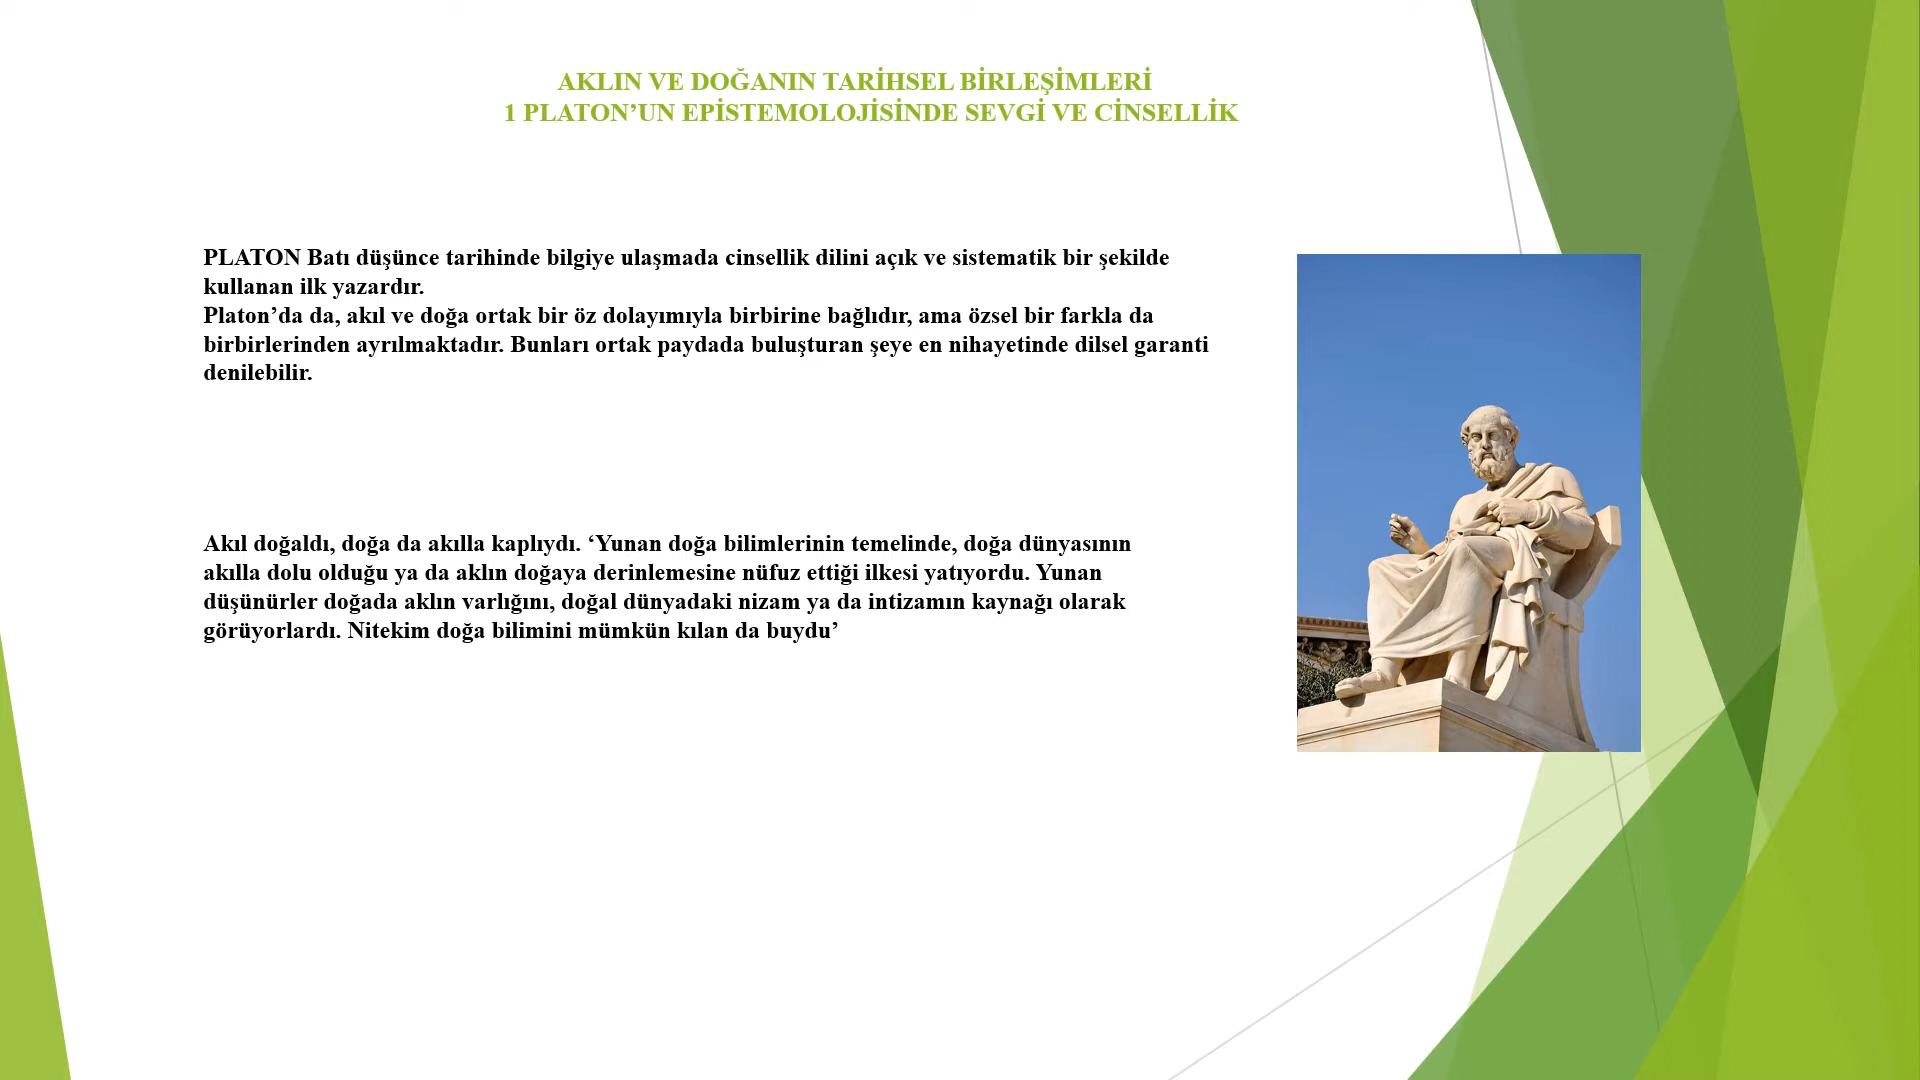 AKLIN VE DOĞANIN TARİHSEL BİRLEŞİMLERİ
1 PLATON’UN EPİSTEMOLOJİSİNDE SEVGİ VE CİNSELLİK
PLATON Batı düşünce tarihinde bilgiye ulaşmada cinsellik dilini açık ve sistematik bir şekilde
kullanan ilk yazardır.
Platon’da da, akıl ve doğa ortak bir öz dolayımıyla birbirine bağlıdır, ama özsel bir farkla da
birbirlerinden ayrılmaktadır. Bunları ortak paydada buluşturan şeye en nihayetinde dilsel garanti
denilebilir.
Akıl doğaldı, doğa da akılla kaplıydı. ‘Yunan doğa bilimlerinin temelinde, doğa dünyasının
akılla dolu olduğu ya da aklın doğaya derinlemesine nüfuz ettiği ilkesi yatıyordu. Yunan
düşünürler doğada aklın varlığını, doğal dünyadaki nizam ya da intizamın kaynağı olarak
görüyorlardı. Nitekim doğa bilimini mümkün kılan da buydu’